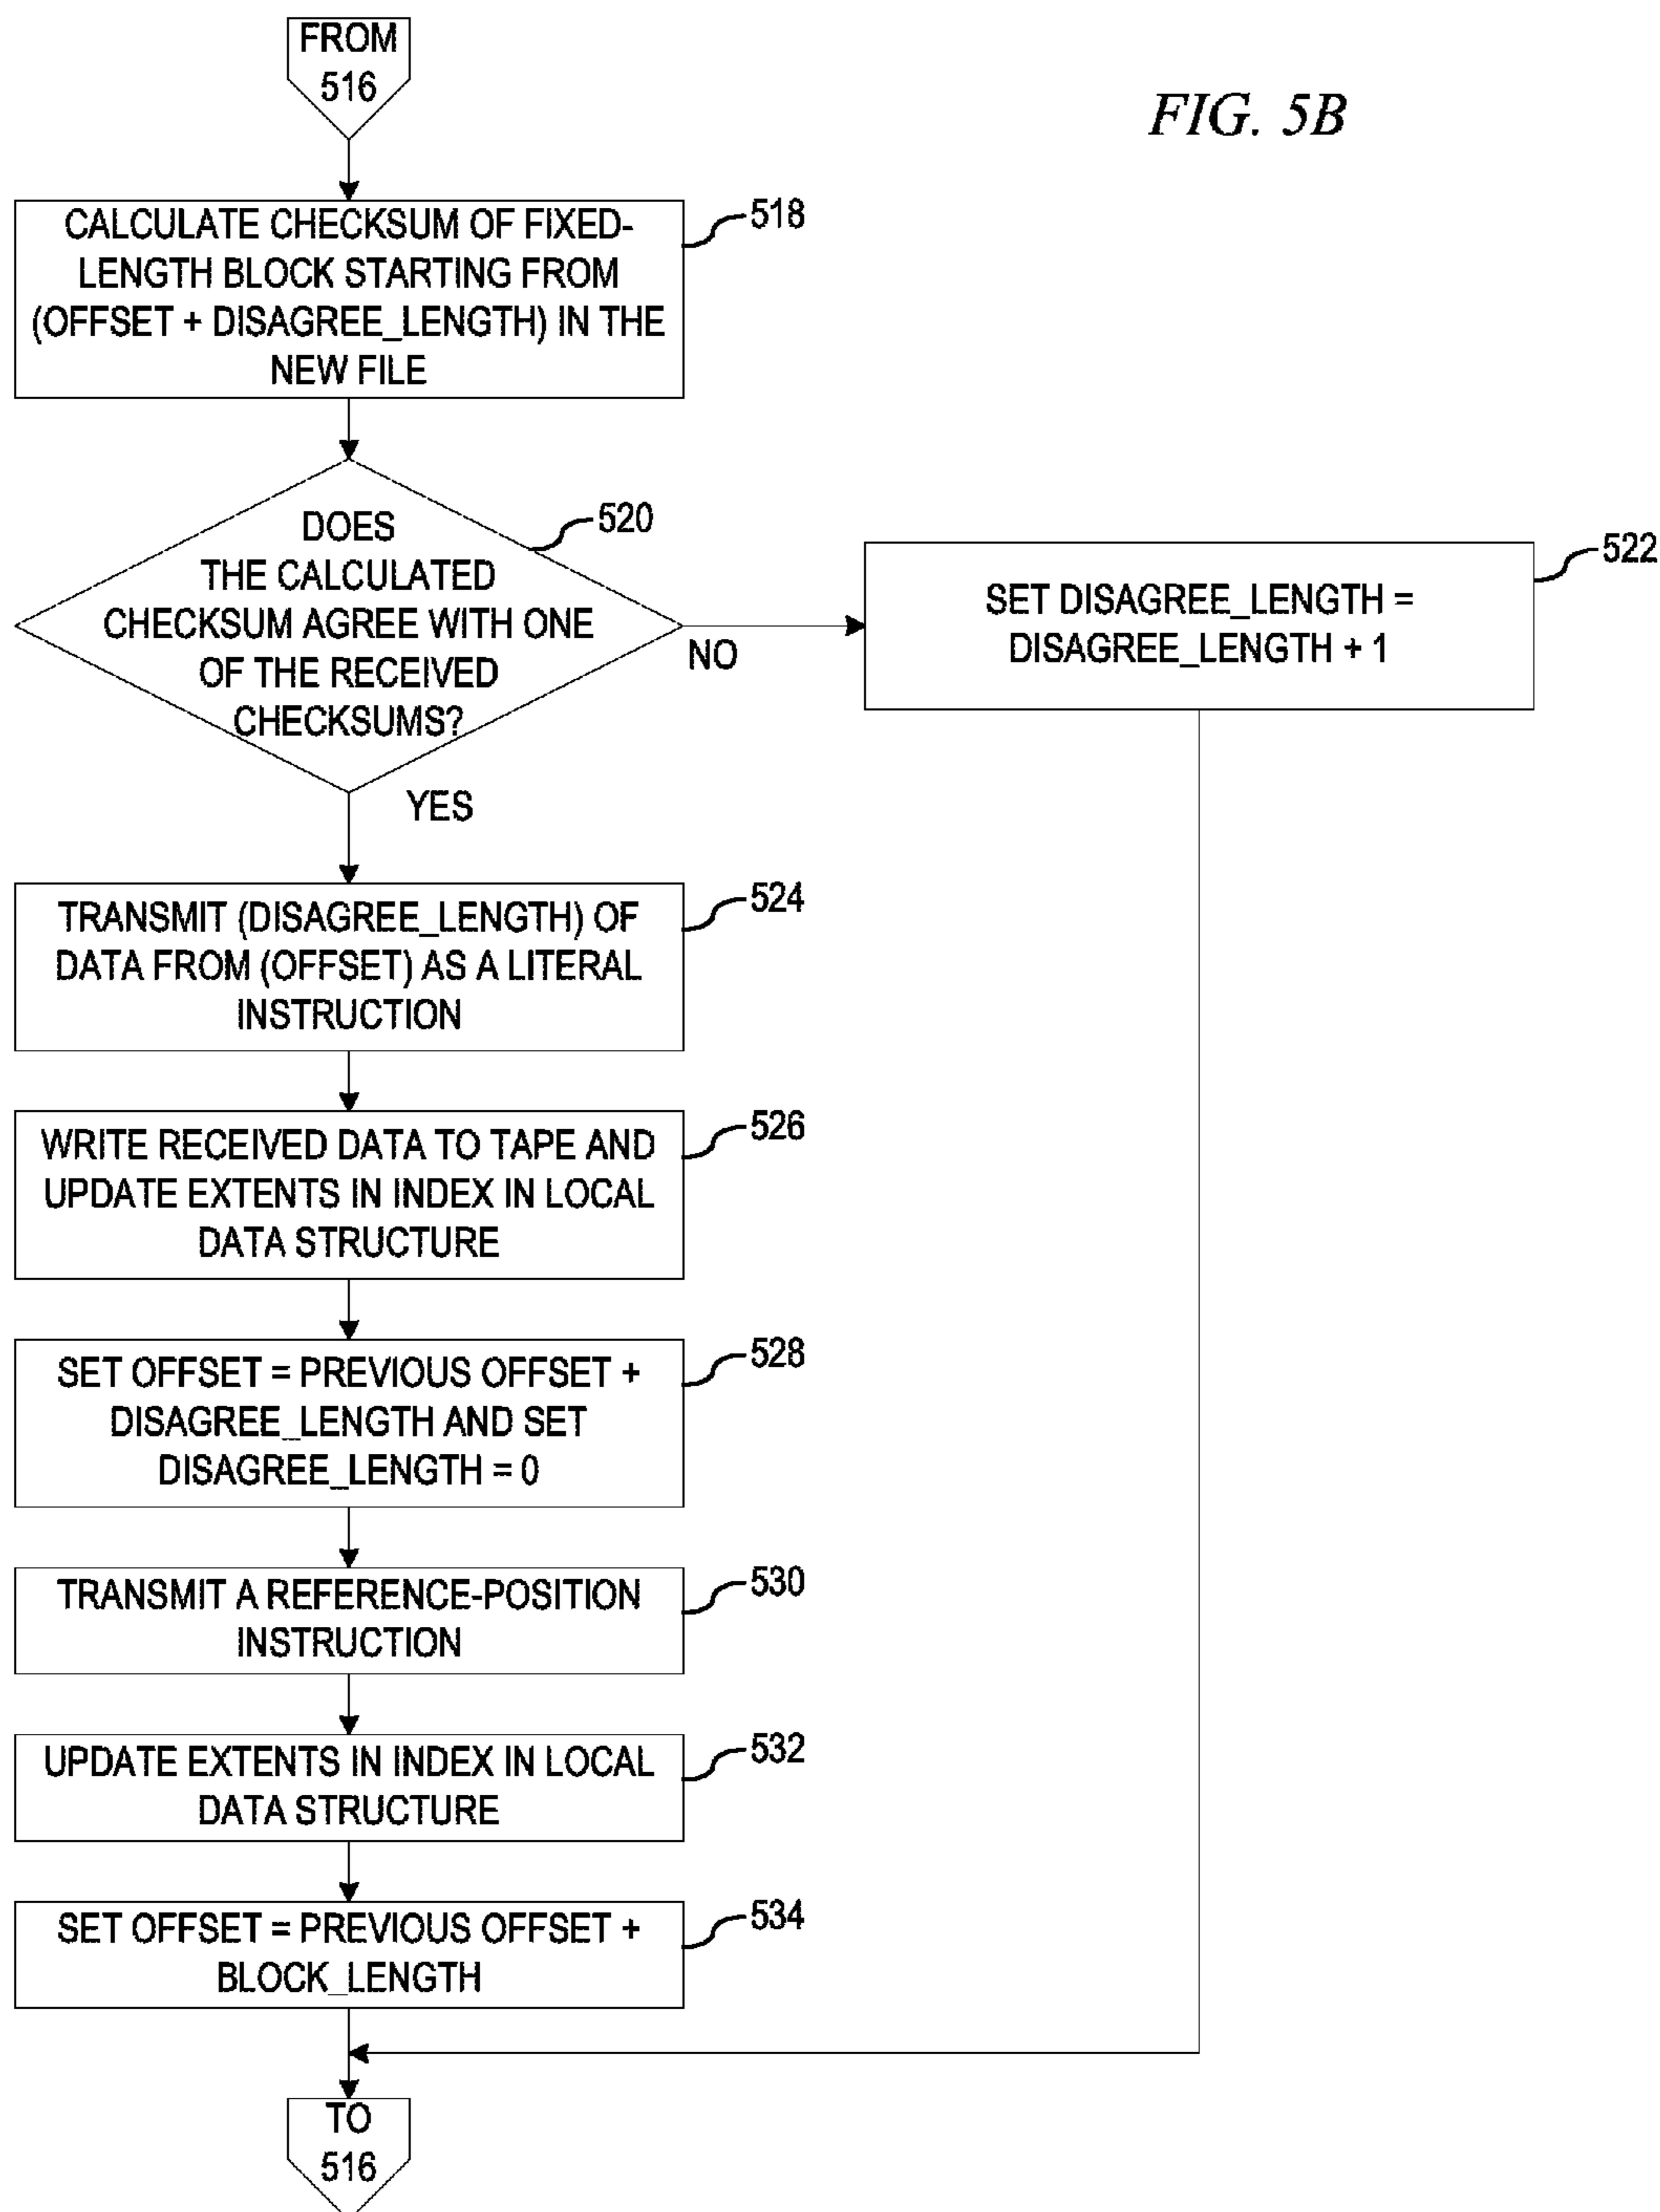 FROM
516
FIG. 5B
CALCULATE CHECKSUM OF FIXED-
LENGTH BLOCK STARTING FROM
(OFFSET + DISAGREE_LENGTH) IN THE
NEW FILE
518
DOES
THE CALCULATED
CHECKSUM AGREE WITH ONE
OF THE RECEIVED
CHECKSUMS?
520
NO
SET DISAGREE_LENGTH =
DISAGREE_LENGTH + 1
522
YES
TRANSMIT (DISAGREE_LENGTH) OF
DATA FROM (OFFSET) AS A LITERAL
INSTRUCTION
524
WRITE RECEIVED DATA TO TAPE AND
UPDATE EXTENTS IN INDEX IN LOCAL
DATA STRUCTURE
526
SET OFFSET = PREVIOUS OFFSET +
DISAGREE_LENGTH AND SET
DISAGREE_LENGTH = 0
528
TRANSMIT A REFERENCE-POSITION
INSTRUCTION
530
UPDATE EXTENTS IN INDEX IN LOCAL
DATA STRUCTURE
532
SET OFFSET = PREVIOUS OFFSET +
BLOCK_LENGTH
534
TO
516